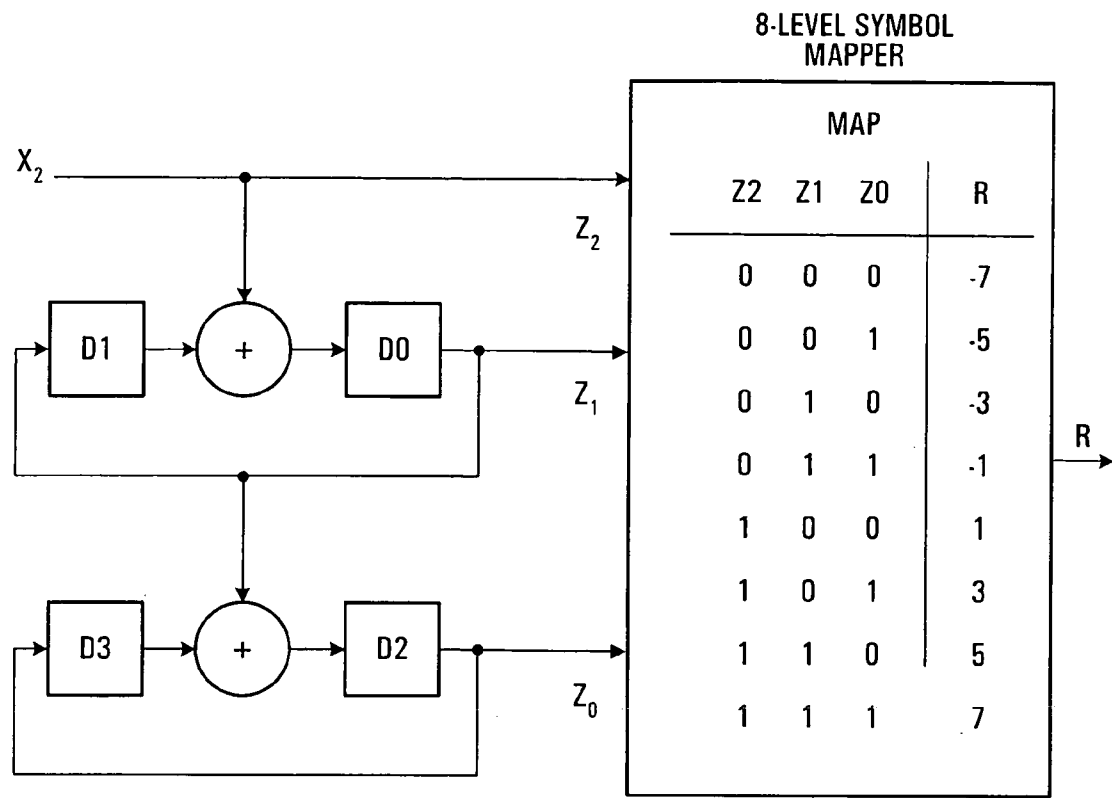 8-LEVEL SYMBOL
MAPPER
MAP
Z2 Z1 Z0 R
0 0 0 -7
0 0 1 -5
0 1 0 -3
0 1 1 -1
1 0 0 1
1 0 1 3
1 1 0 5
1 1 1 7
X₂
Z₂
D1 + D0
Z₁
R
D3 + D2
Z₀